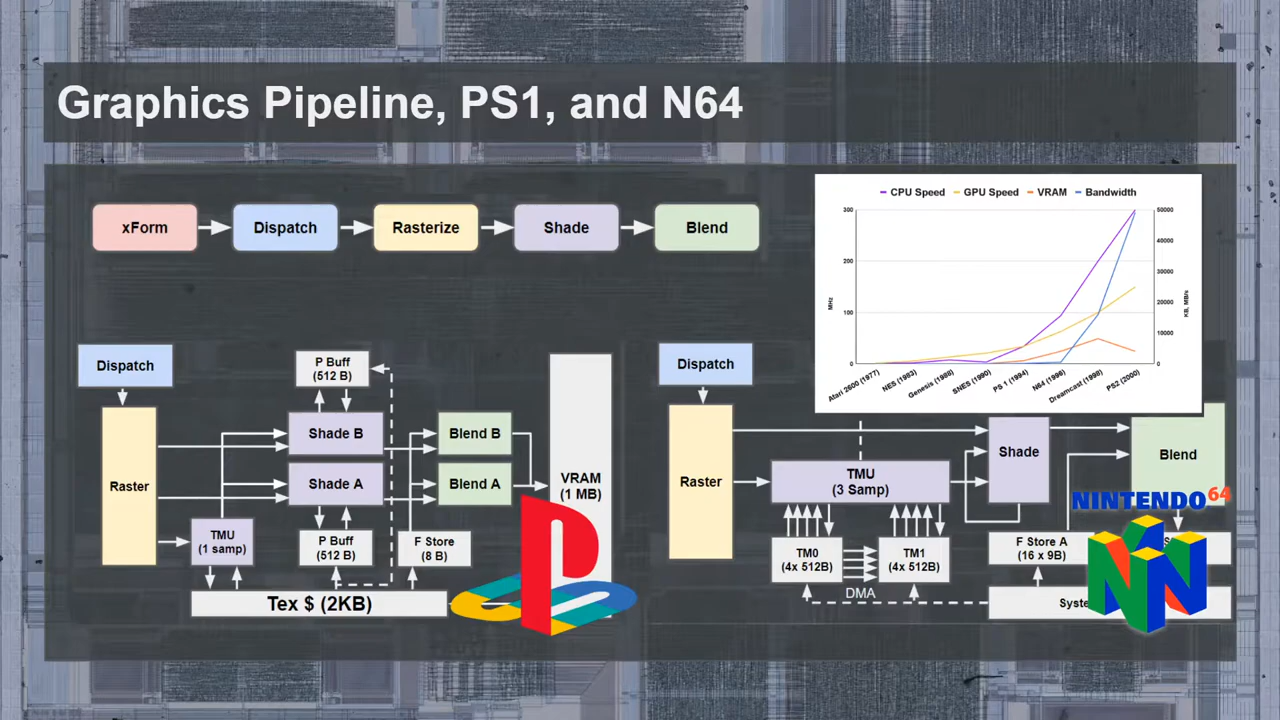 Graphics Pipeline, PS1, and N64
xForm
Dispatch
Rasterize
Shade
Blend
CPU Speed
GPU Speed
VRAM
Bandwidth
300
200
100
0
MHz
50000
40000
30000
20000
10000
0
KB, MB/s
Atari 2600 (1977)
NES (1983)
Genesis (1988)
SNES (1990)
PS 1 (1994)
N64 (1996)
Dreamcast (1998)
PS2 (2000)
Dispatch
Raster
TMU
(1 samp)
P Buff
(512 B)
Shade B
Shade A
P Buff
(512 B)
Blend B
Blend A
F Store
(8 B)
Tex $ (2KB)
VRAM
(1 MB)
Dispatch
Raster
TMU
(3 Samp)
TM0
(4x 512B)
TM1
(4x 512B)
DMA
Shade
Blend
F Store A
(16 x 9B)
NINTENDO 64